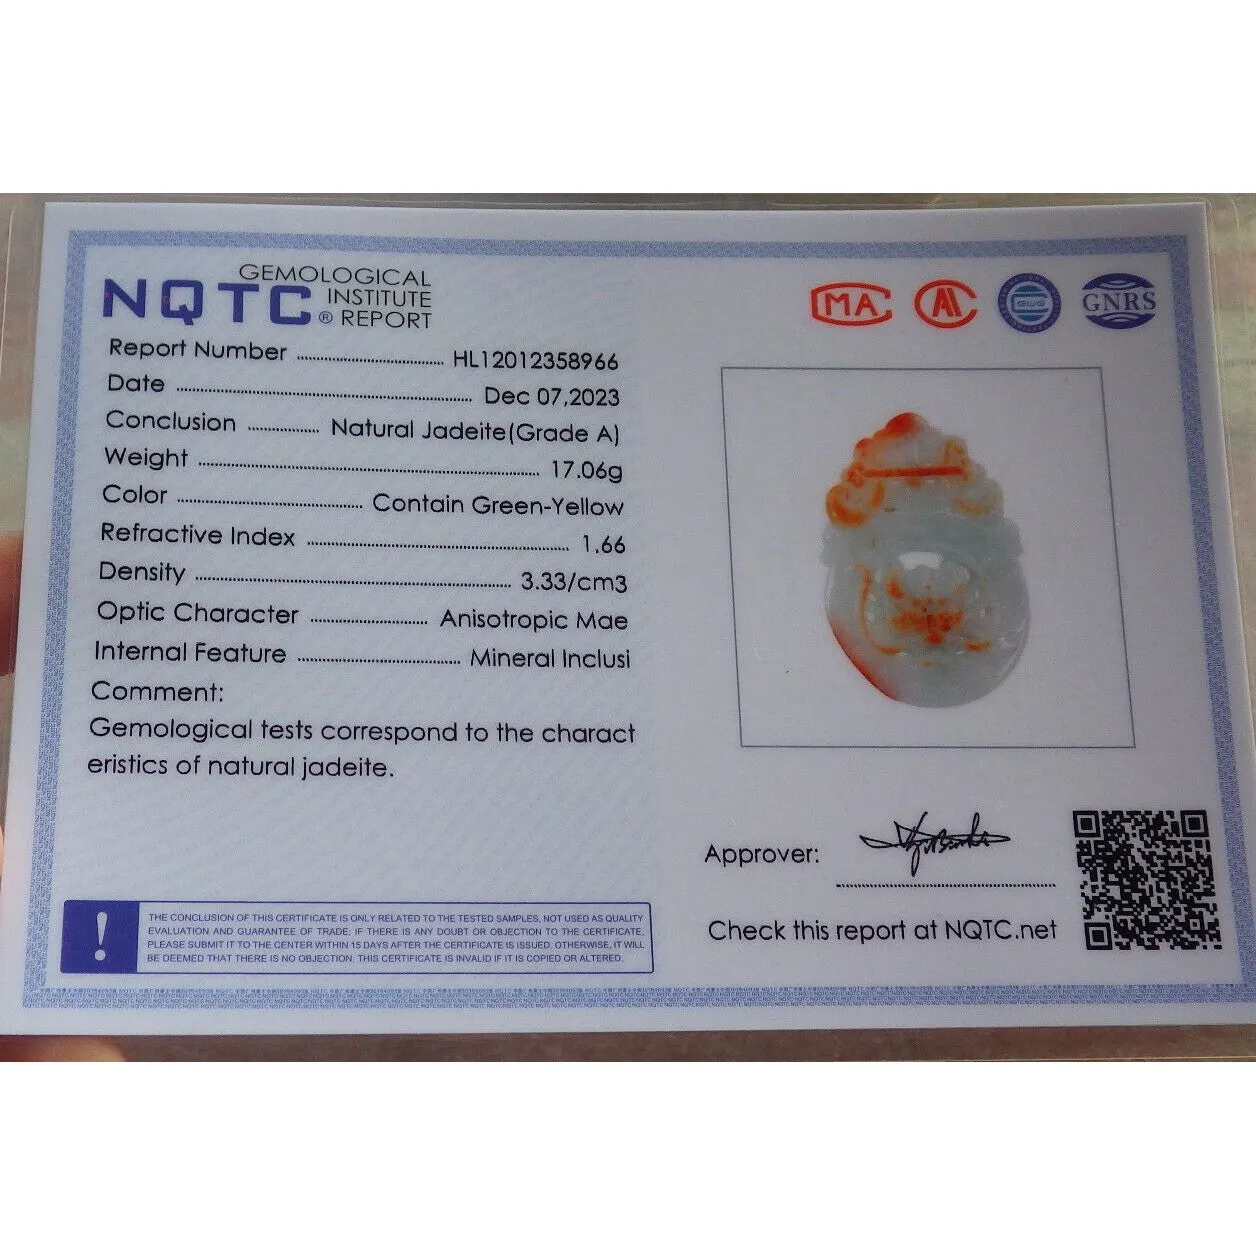 NQTC® GEMOLOGICAL INSTITUTE REPORT
MA
GNRS
Report Number HL12012358966
Date Dec 07,2023
Conclusion Natural Jadeite(Grade A)
Weight 17.06g
Color Contain Green-Yellow
Refractive Index 1.66
Density 3.33/cm3
Optic Character Anisotropic Mae
Internal Feature Mineral Inclusi
Comment:
Gemological tests correspond to the charact
eristics of natural jadeite.
!
THE CONCLUSION OF THIS CERTIFICATE IS ONLY RELATED TO THE TESTED SAMPLES, NOT USED AS QUALITY
EVALUATION AND GUARANTEE OF TRADE. IF THERE IS ANY DOUBT OR OBJECTION TO THE CERTIFICATE,
PLEASE SUBMIT IT TO THE CENTER WITHIN 15 DAYS AFTER THE CERTIFICATE IS ISSUED. OTHERWISE, IT WILL
BE DEEMED THAT THERE IS NO OBJECTION. THIS CERTIFICATE IS INVALID IF IT IS COPIED OR ALTERED.
Approver:
Check this report at NQTC.net